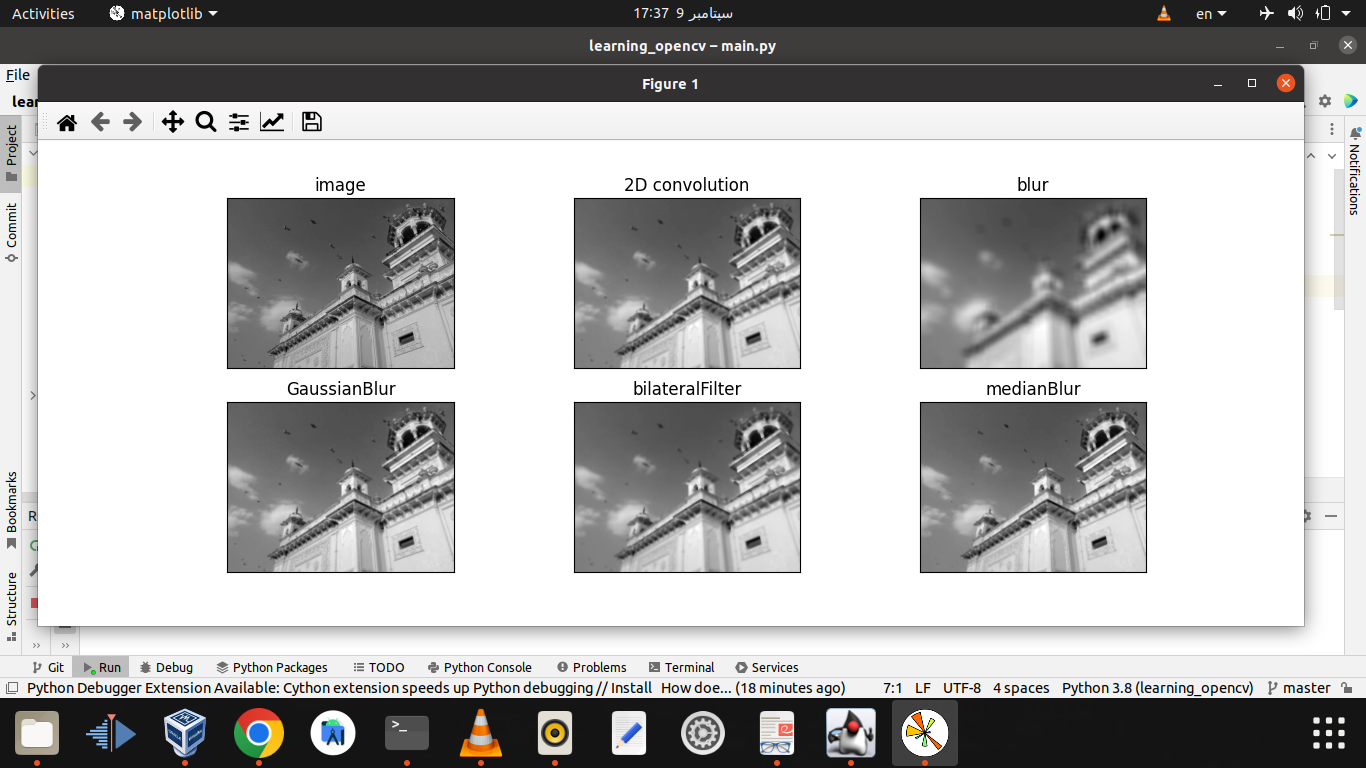 Activities matplotlib 17:37 9 سپتامبر en
learning_opencv – main.py
File
Figure 1
lear
image 2D convolution blur
GaussianBlur bilateralFilter medianBlur
Project
Commit
Bookmarks
Structure
Notifications
R
Git Run Debug Python Packages TODO Python Console Problems Terminal Services
Python Debugger Extension Available: Cython extension speeds up Python debugging // Install How doe... (18 minutes ago) 7:1 LF UTF-8 4 spaces Python 3.8 (learning_opencv) master